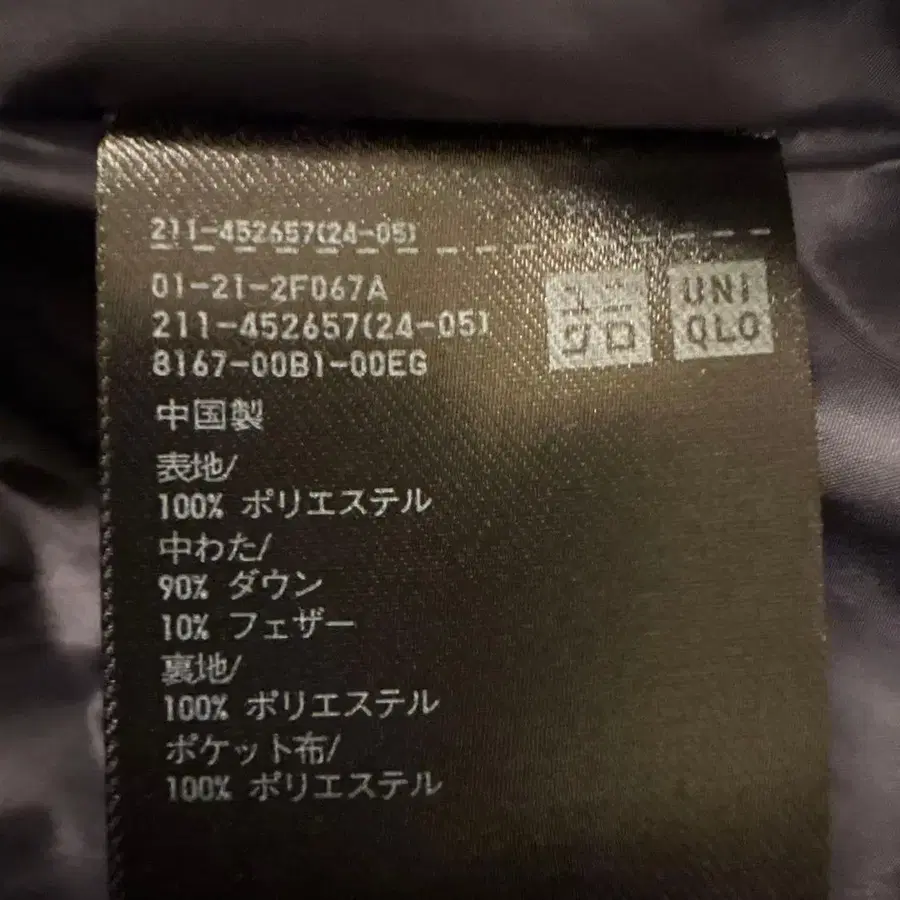 211-452657(24-05)
01-21-2F067A
211-452657(24-05)
8167-00B1-00EG
ユニ
クロ
UNI
QLO
中国製
表地/
100% ポリエステル
中わた/
90% ダウン
10% フェザー
裏地/
100% ポリエステル
ポケット布/
100% ポリエステル